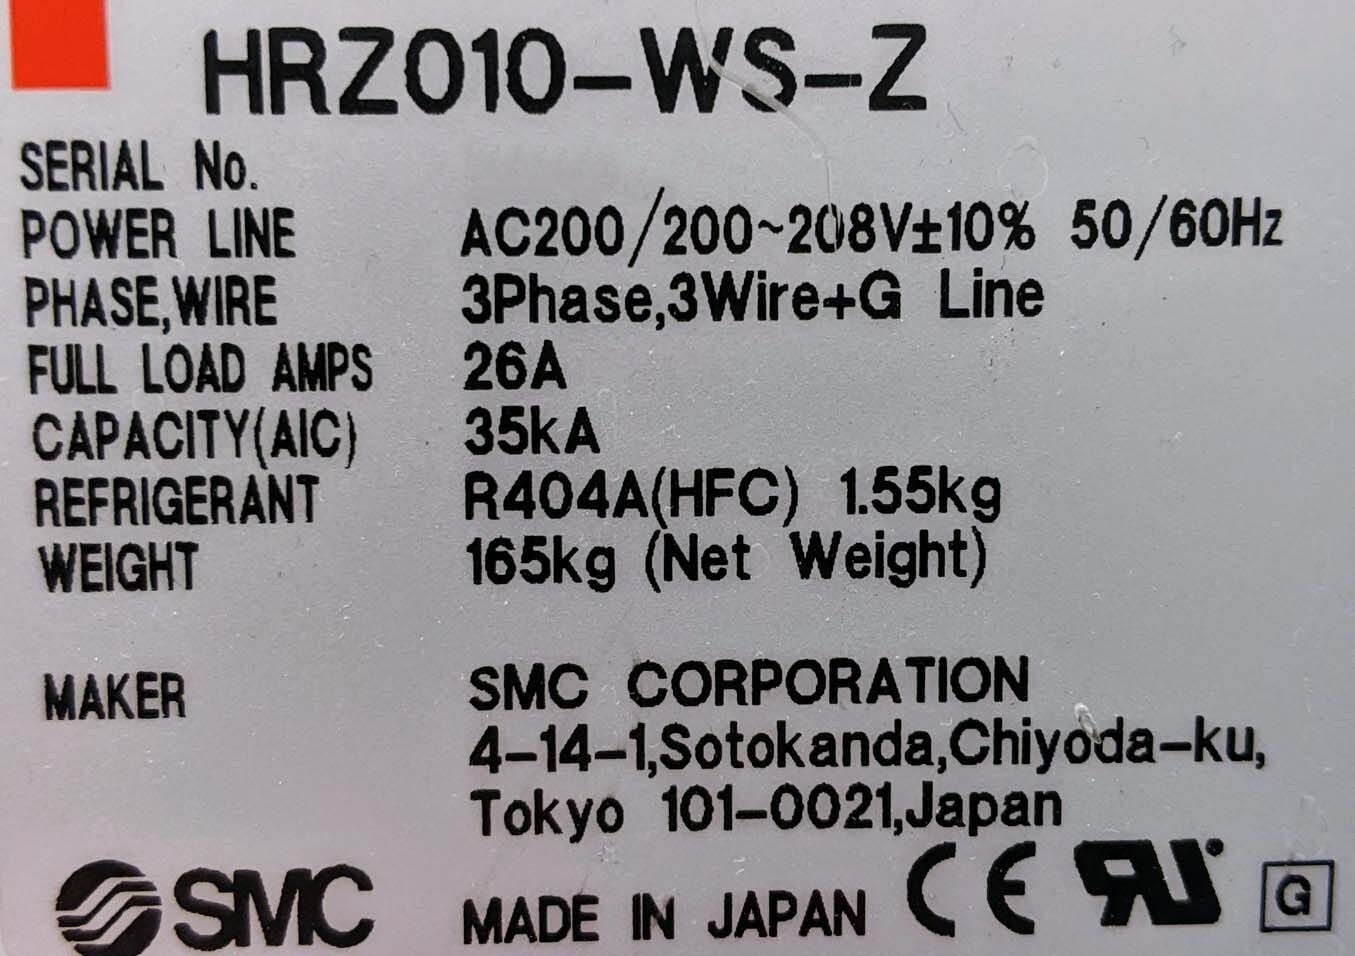 HRZ010-WS-Z
SERIAL No.
POWER LINE AC200/200~208V±10% 50/60Hz
PHASE,WIRE 3Phase,3Wire+G Line
FULL LOAD AMPS 26A
CAPACITY(AIC) 35kA
REFRIGERANT R404A(HFC) 1.55kg
WEIGHT 165kg (Net Weight)
MAKER SMC CORPORATION
4-14-1,Sotokanda,Chiyoda-ku,
Tokyo 101-0021,Japan
SMC MADE IN JAPAN CE RU G